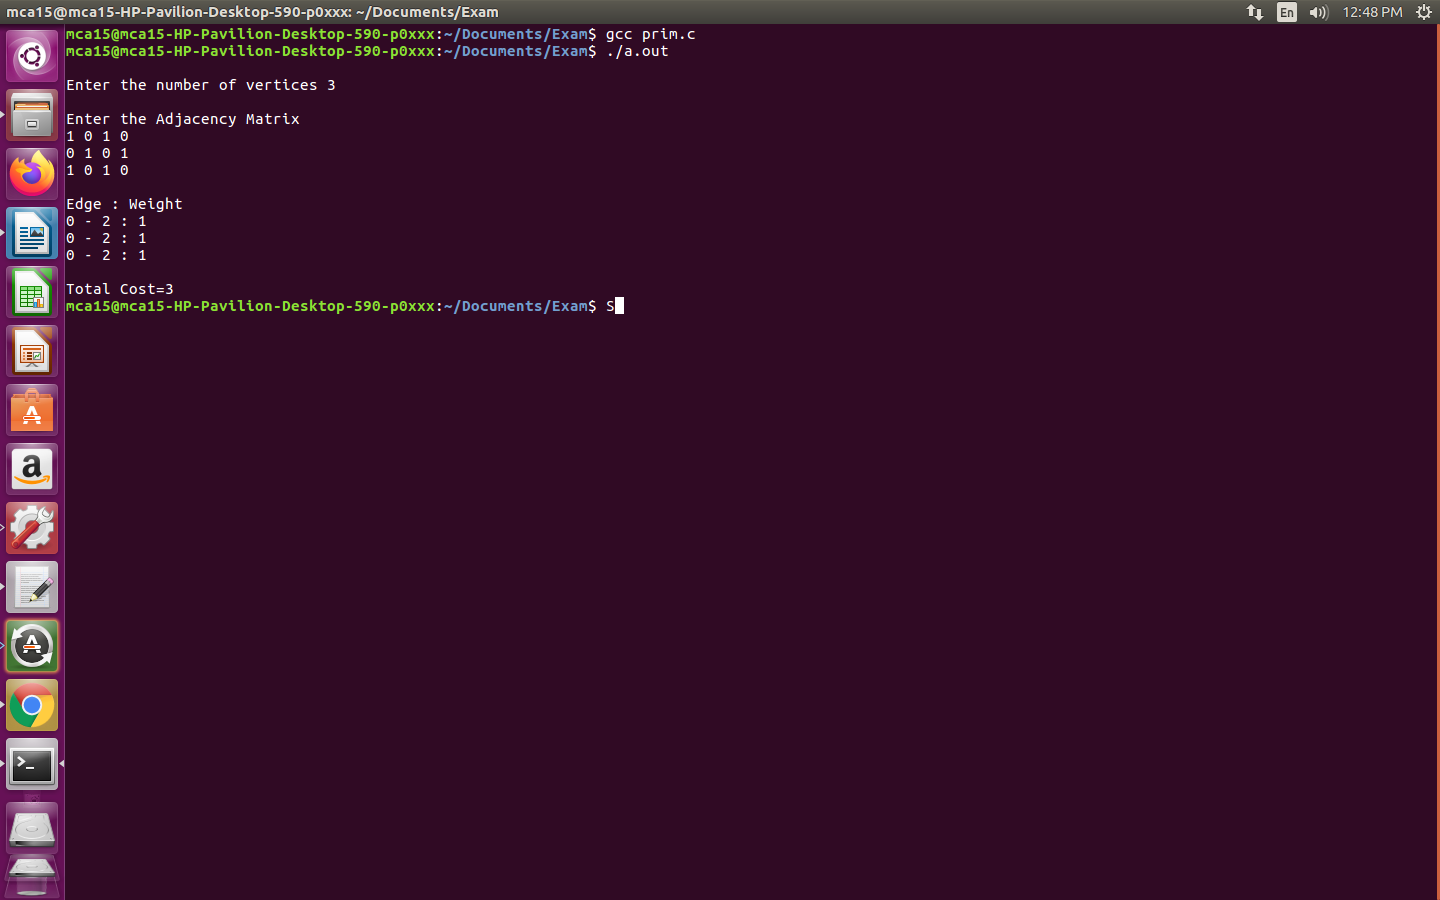 mca15@mca15-HP-Pavilion-Desktop-590-p0xxx: ~/Documents/Exam
En
12:48 PM
mca15@mca15-HP-Pavilion-Desktop-590-p0xxx:~/Documents/Exam$ gcc prim.c
mca15@mca15-HP-Pavilion-Desktop-590-p0xxx:~/Documents/Exam$ ./a.out
Enter the number of vertices 3
Enter the Adjacency Matrix
1 0 1 0
0 1 0 1
1 0 1 0
Edge : Weight
0 - 2 : 1
0 - 2 : 1
0 - 2 : 1
Total Cost=3
mca15@mca15-HP-Pavilion-Desktop-590-p0xxx:~/Documents/Exam$ S